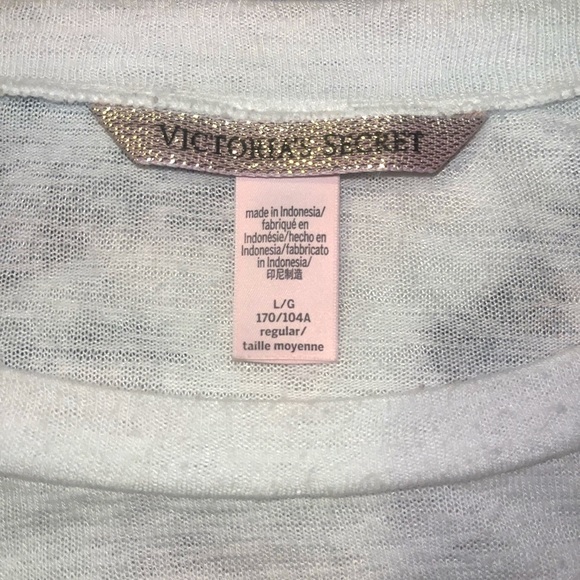 VICTORIA'S SECRET
made in Indonesia/
fabriqué en
Indonésie/hecho en
Indonesia/fabbricato
in Indonesia/
印尼制造
L/G
170/104A
regular/
taille moyenne